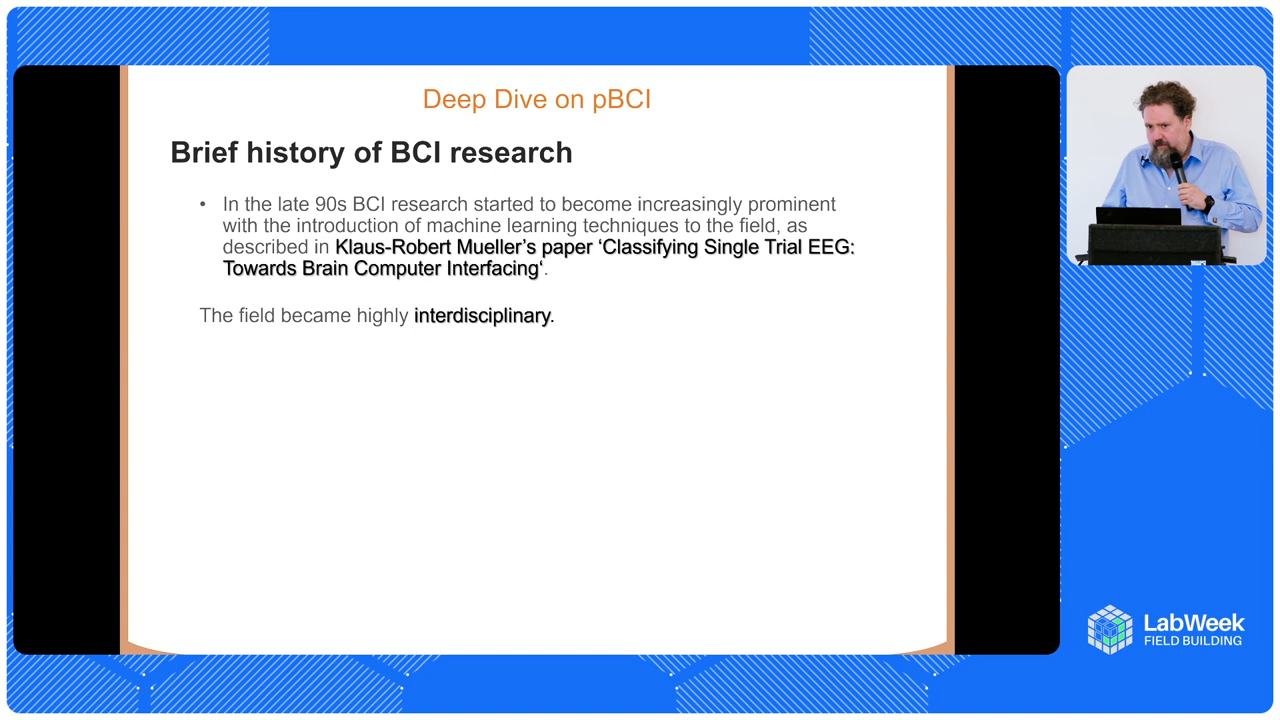 Deep Dive on pBCI
Brief history of BCI research
• In the late 90s BCI research started to become increasingly prominent
with the introduction of machine learning techniques to the field, as
described in Klaus-Robert Mueller’s paper ‘Classifying Single Trial EEG:
Towards Brain Computer Interfacing‘.
The field became highly interdisciplinary.
LabWeek
FIELD BUILDING